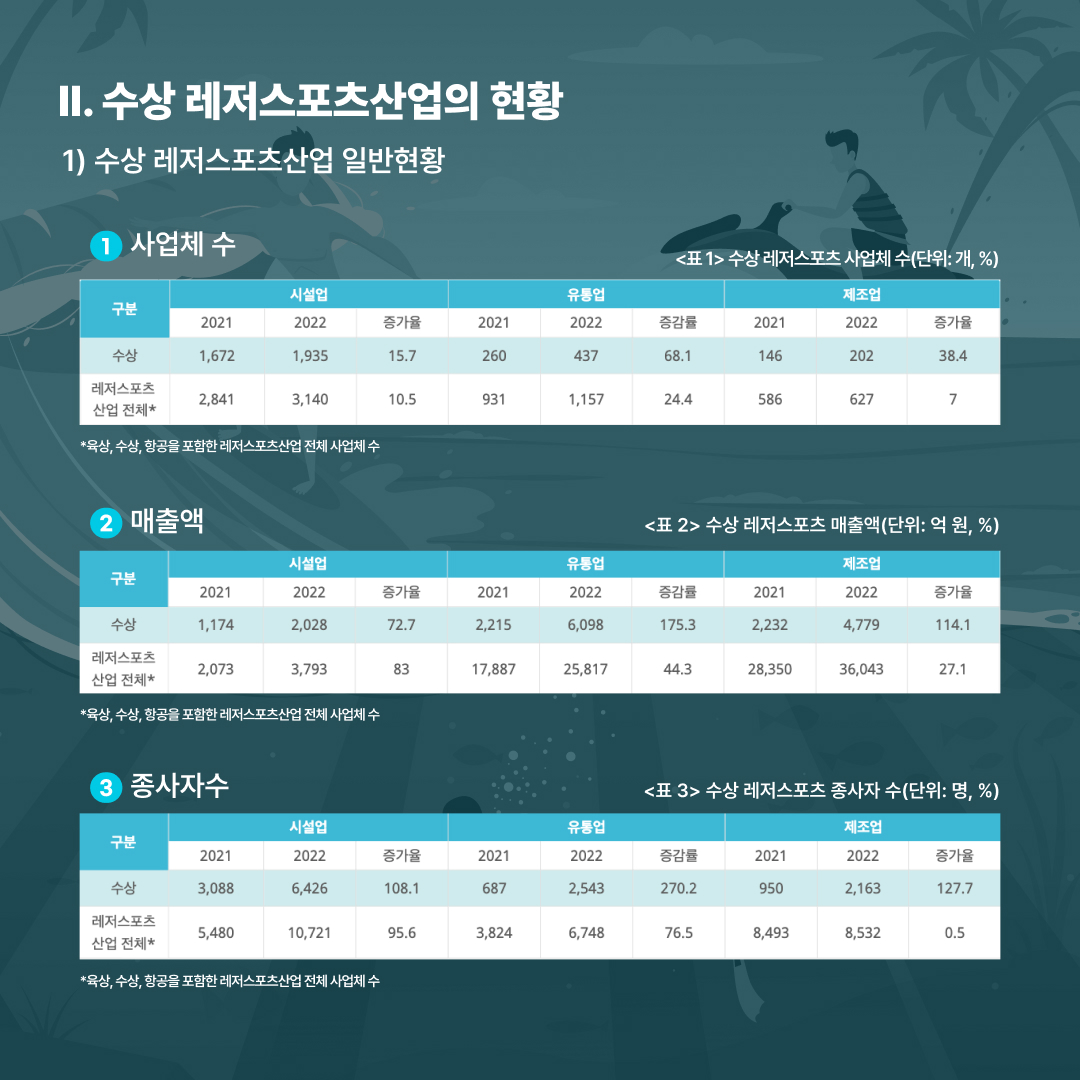 II. 수상 레저스포츠산업의 현황
1) 수상 레저스포츠산업 일반현황
1 사업체 수
<표 1> 수상 레저스포츠 사업체 수(단위: 개, %)
구분 시설업 유통업 제조업
2021 2022 증가율 2021 2022 증감률 2021 2022 증가율
수상 1,672 1,935 15.7 260 437 68.1 146 202 38.4
레저스포츠
산업 전체* 2,841 3,140 10.5 931 1,157 24.4 586 627 7
*육상, 수상, 항공을 포함한 레저스포츠산업 전체 사업체 수
2 매출액
<표 2> 수상 레저스포츠 매출액(단위: 억 원, %)
구분 시설업 유통업 제조업
2021 2022 증가율 2021 2022 증감률 2021 2022 증가율
수상 1,174 2,028 72.7 2,215 6,098 175.3 2,232 4,779 114.1
레저스포츠
산업 전체* 2,073 3,793 83 17,887 25,817 44.3 28,350 36,043 27.1
*육상, 수상, 항공을 포함한 레저스포츠산업 전체 사업체 수
3 종사자수
<표 3> 수상 레저스포츠 종사자 수(단위: 명, %)
구분 시설업 유통업 제조업
2021 2022 증가율 2021 2022 증감률 2021 2022 증가율
수상 3,088 6,426 108.1 687 2,543 270.2 950 2,163 127.7
레저스포츠
산업 전체* 5,480 10,721 95.6 3,824 6,748 76.5 8,493 8,532 0.5
*육상, 수상, 항공을 포함한 레저스포츠산업 전체 사업체 수